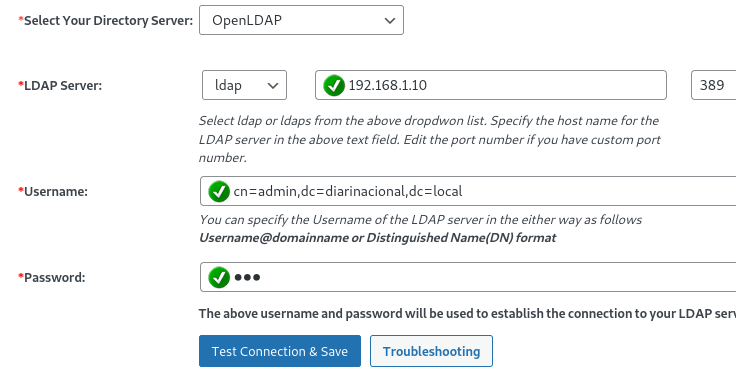 *Select Your Directory Server: OpenLDAP
*LDAP Server: ldap 192.168.1.10 389
Select ldap or ldaps from the above dropdwon list. Specify the host name for the
LDAP server in the above text field. Edit the port number if you have custom port
number.
*Username: cn=admin,dc=diarinacional,dc=local
You can specify the Username of the LDAP server in the either way as follows
Username@domainname or Distinguished Name(DN) format
*Password: •••
The above username and password will be used to establish the connection to your LDAP serv
Test Connection & Save Troubleshooting